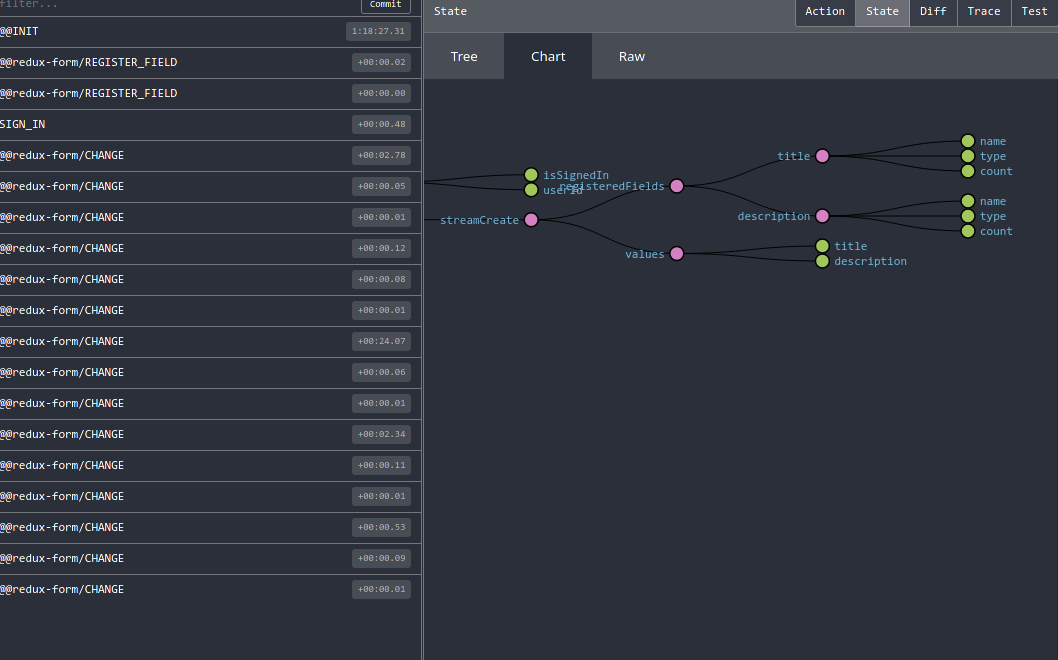 filter...
Commit
@@INIT 1:18:27.31
@@redux-form/REGISTER_FIELD +00:00.02
@@redux-form/REGISTER_FIELD +00:00.00
SIGN_IN +00:00.48
@@redux-form/CHANGE +00:02.78
@@redux-form/CHANGE +00:00.05
@@redux-form/CHANGE +00:00.01
@@redux-form/CHANGE +00:00.12
@@redux-form/CHANGE +00:00.08
@@redux-form/CHANGE +00:00.01
@@redux-form/CHANGE +00:24.07
@@redux-form/CHANGE +00:00.06
@@redux-form/CHANGE +00:00.01
@@redux-form/CHANGE +00:02.34
@@redux-form/CHANGE +00:00.11
@@redux-form/CHANGE +00:00.01
@@redux-form/CHANGE +00:00.53
@@redux-form/CHANGE +00:00.09
@@redux-form/CHANGE +00:00.01
State
Action State Diff Trace Test
Tree Chart Raw
isSignedIn
userId
streamCreate
registeredFields
values
title
name
type
count
description
name
type
count
title
description